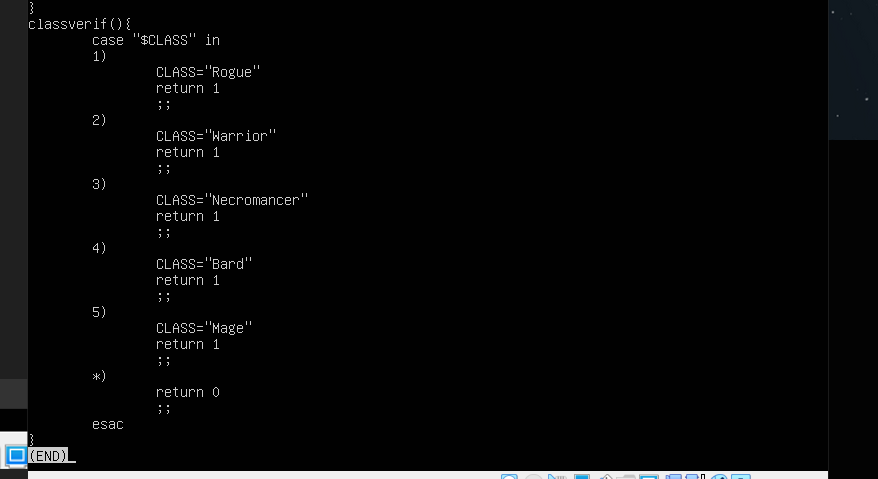 }
classverif(){
        case "$CLASS" in
        1)
                CLASS="Rogue"
                return 1
                ;;
        2)
                CLASS="Warrior"
                return 1
                ;;
        3)
                CLASS="Necromancer"
                return 1
                ;;
        4)
                CLASS="Bard"
                return 1
                ;;
        5)
                CLASS="Mage"
                return 1
                ;;
        *)
                return 0
                ;;
        esac
}
(END)